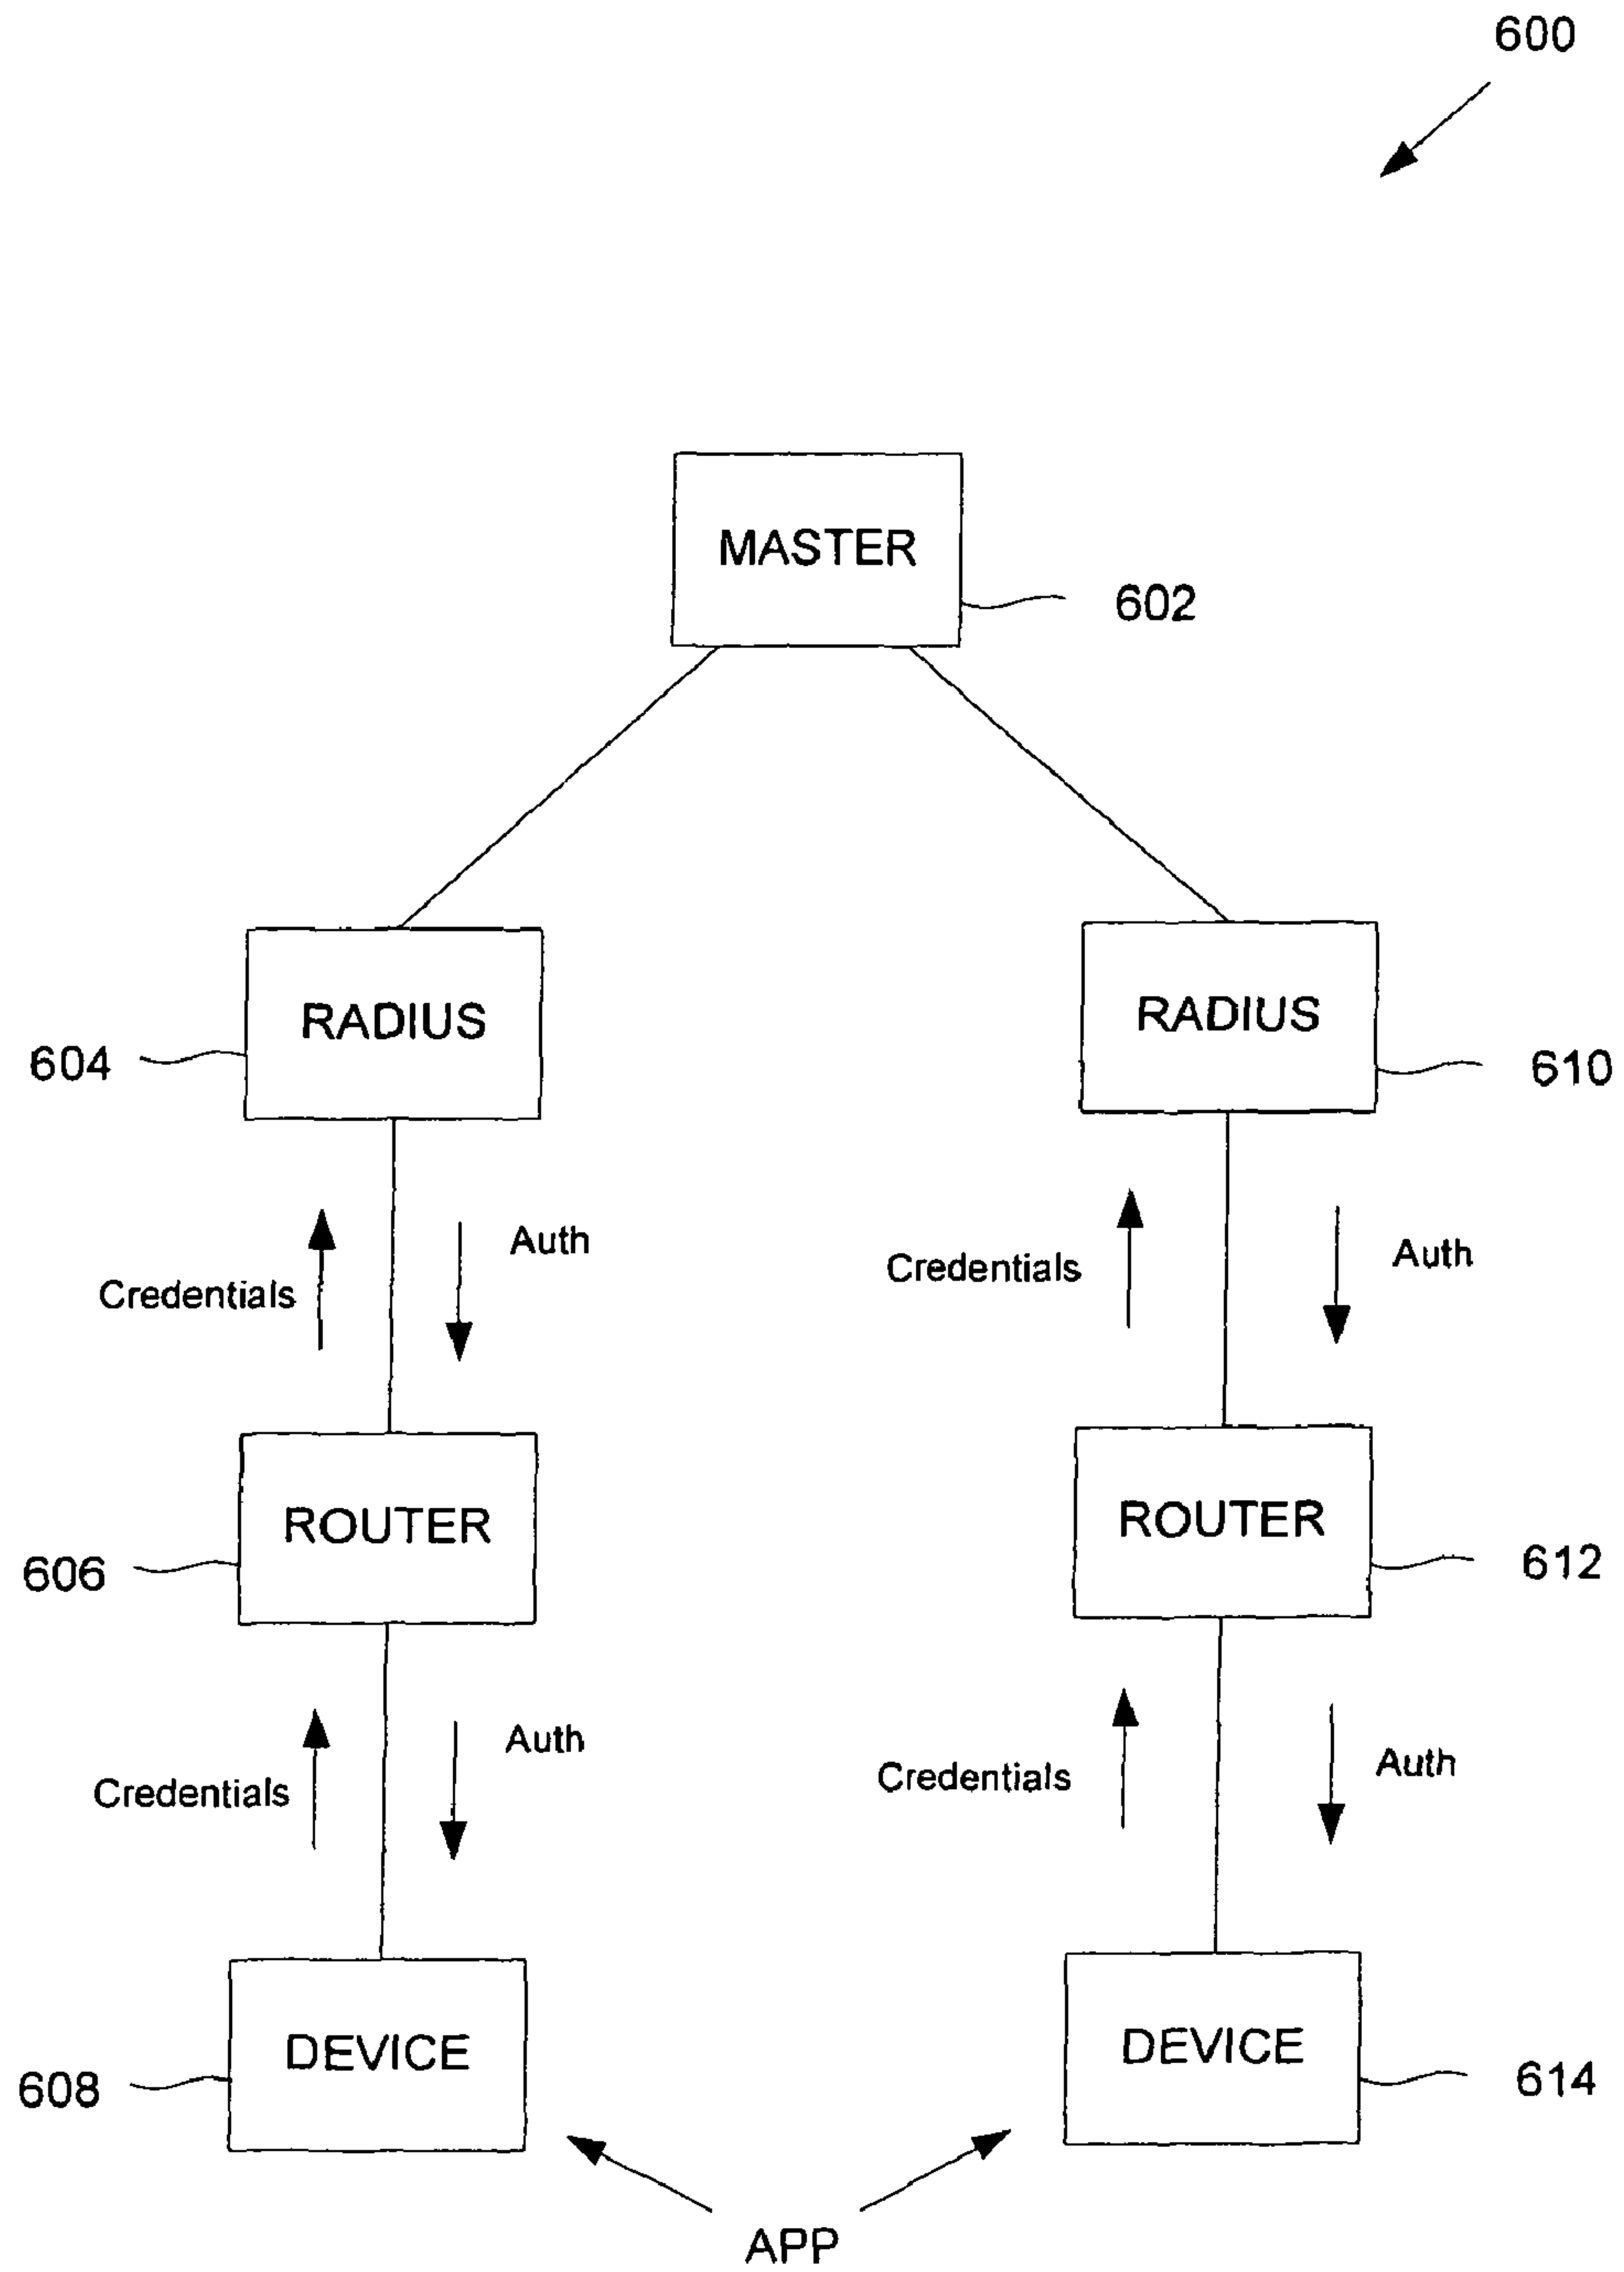 600
MASTER
602
RADIUS
604
RADIUS
610
Credentials
Auth
Credentials
Auth
ROUTER
606
ROUTER
612
Credentials
Auth
Credentials
Auth
DEVICE
608
DEVICE
614
APP